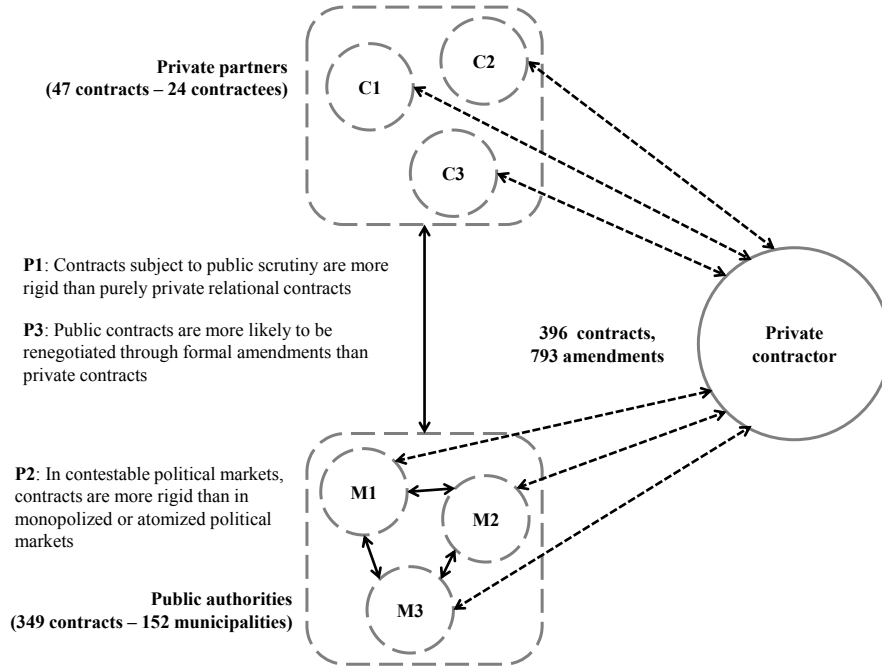 Private partners
(47 contracts – 24 contractees)
C1
C2
C3
P1: Contracts subject to public scrutiny are more
rigid than purely private relational contracts
P3: Public contracts are more likely to be
renegotiated through formal amendments than
private contracts
396 contracts,
793 amendments
Private
contractor
P2: In contestable political markets,
contracts are more rigid than in
monopolized or atomized political
markets
M1
M2
M3
Public authorities
(349 contracts – 152 municipalities)